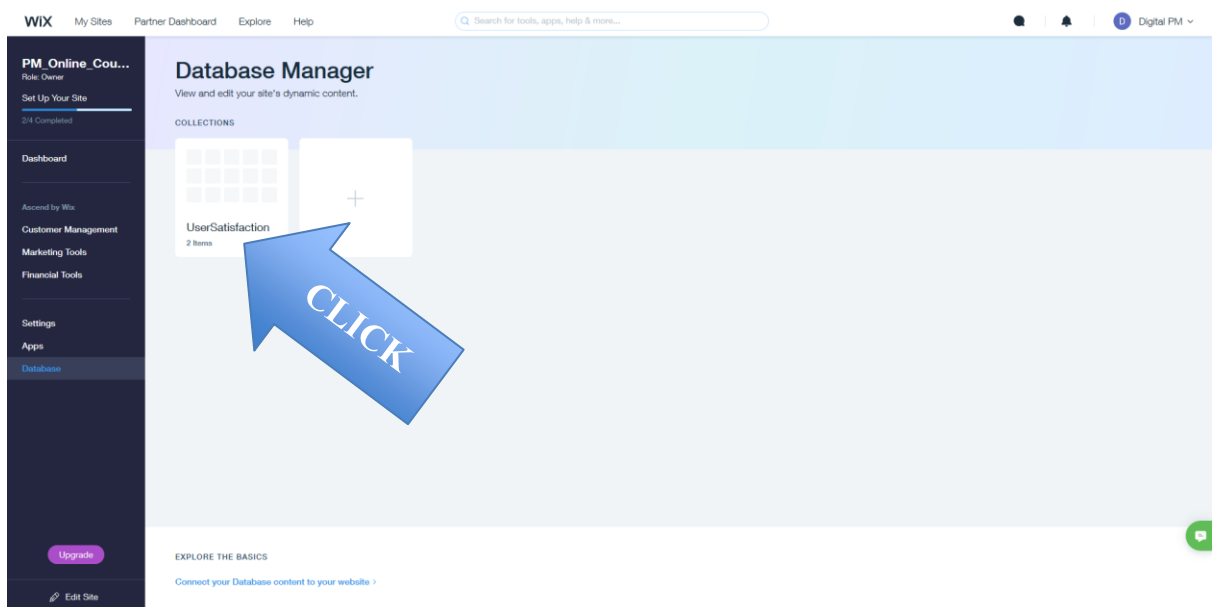 WiX My Sites Partner Dashboard Explore Help Search for tools, apps, help & more... D Digital PM
PM_Online_Cou...
Role: Owner
Set Up Your Site
2/4 Completed
Dashboard
Ascend by Wix
Customer Management
Marketing Tools
Financial Tools
Settings
Apps
Database
Upgrade
Edit Site
Database Manager
View and edit your site's dynamic content.
COLLECTIONS
UserSatisfaction
2 Items
+
CLICK
EXPLORE THE BASICS
Connect your Database content to your website >